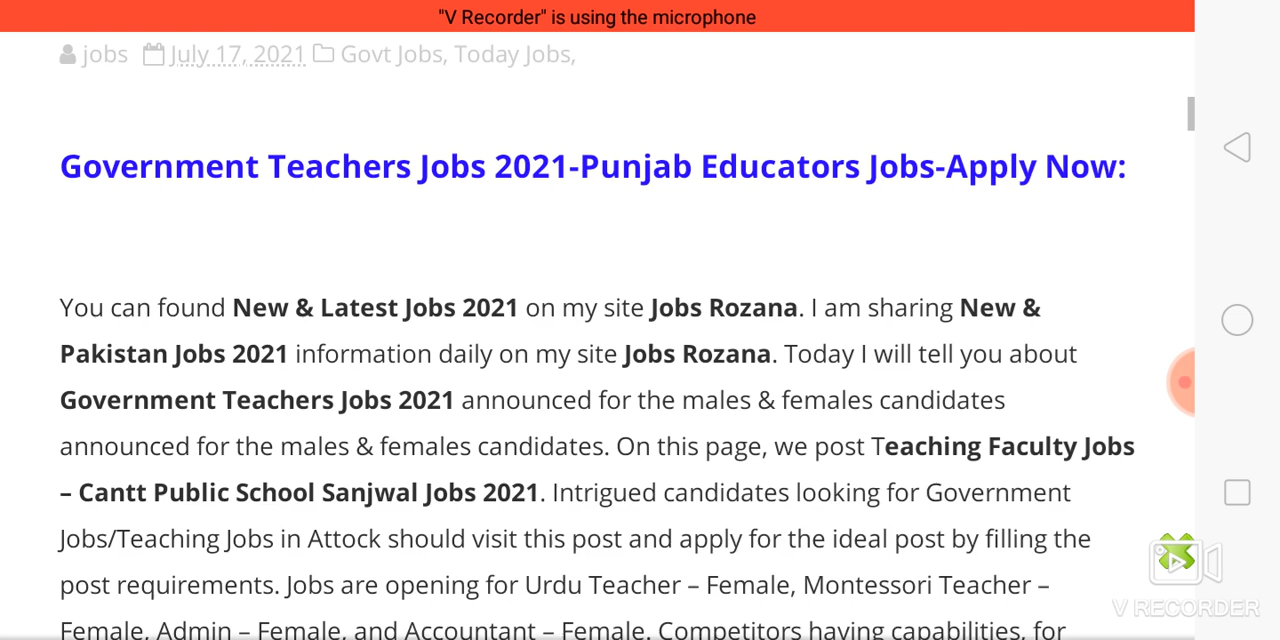 "V Recorder" is using the microphone
jobs July 17, 2021 Govt Jobs, Today Jobs,
Government Teachers Jobs 2021-Punjab Educators Jobs-Apply Now:
You can found New & Latest Jobs 2021 on my site Jobs Rozana. I am sharing New &
Pakistan Jobs 2021 information daily on my site Jobs Rozana. Today I will tell you about
Government Teachers Jobs 2021 announced for the males & females candidates
announced for the males & females candidates. On this page, we post Teaching Faculty Jobs
– Cantt Public School Sanjwal Jobs 2021. Intrigued candidates looking for Government
Jobs/Teaching Jobs in Attock should visit this post and apply for the ideal post by filling the
post requirements. Jobs are opening for Urdu Teacher – Female, Montessori Teacher –
Female, Admin – Female, and Accountant – Female. Competitors having capabilities, for
V RECORDER